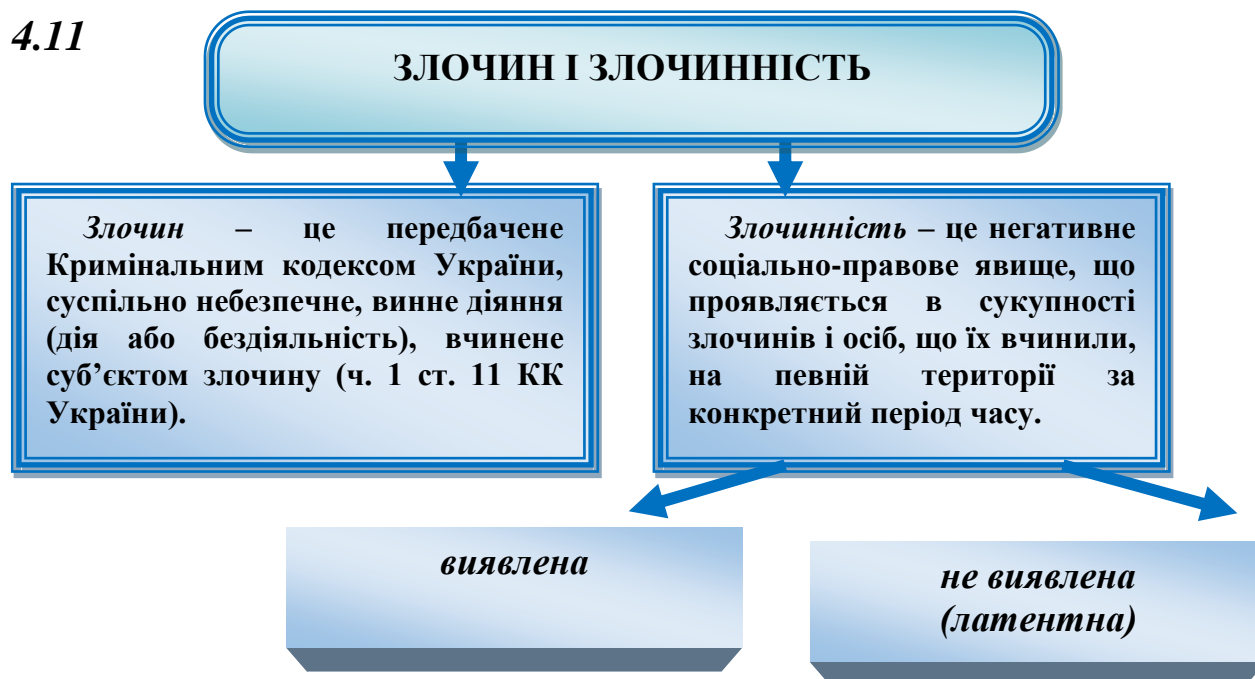 4.11
ЗЛОЧИН І ЗЛОЧИННІСТЬ
Злочин – це передбачене
Кримінальним кодексом України,
суспільно небезпечне, винне діяння
(дія або бездіяльність), вчинене
суб’єктом злочину (ч. 1 ст. 11 КК
України).
Злочинність – це негативне
соціально-правове явище, що
проявляється в сукупності
злочинів і осіб, що їх вчинили,
на певній території за
конкретний період часу.
виявлена
не виявлена
(латентна)